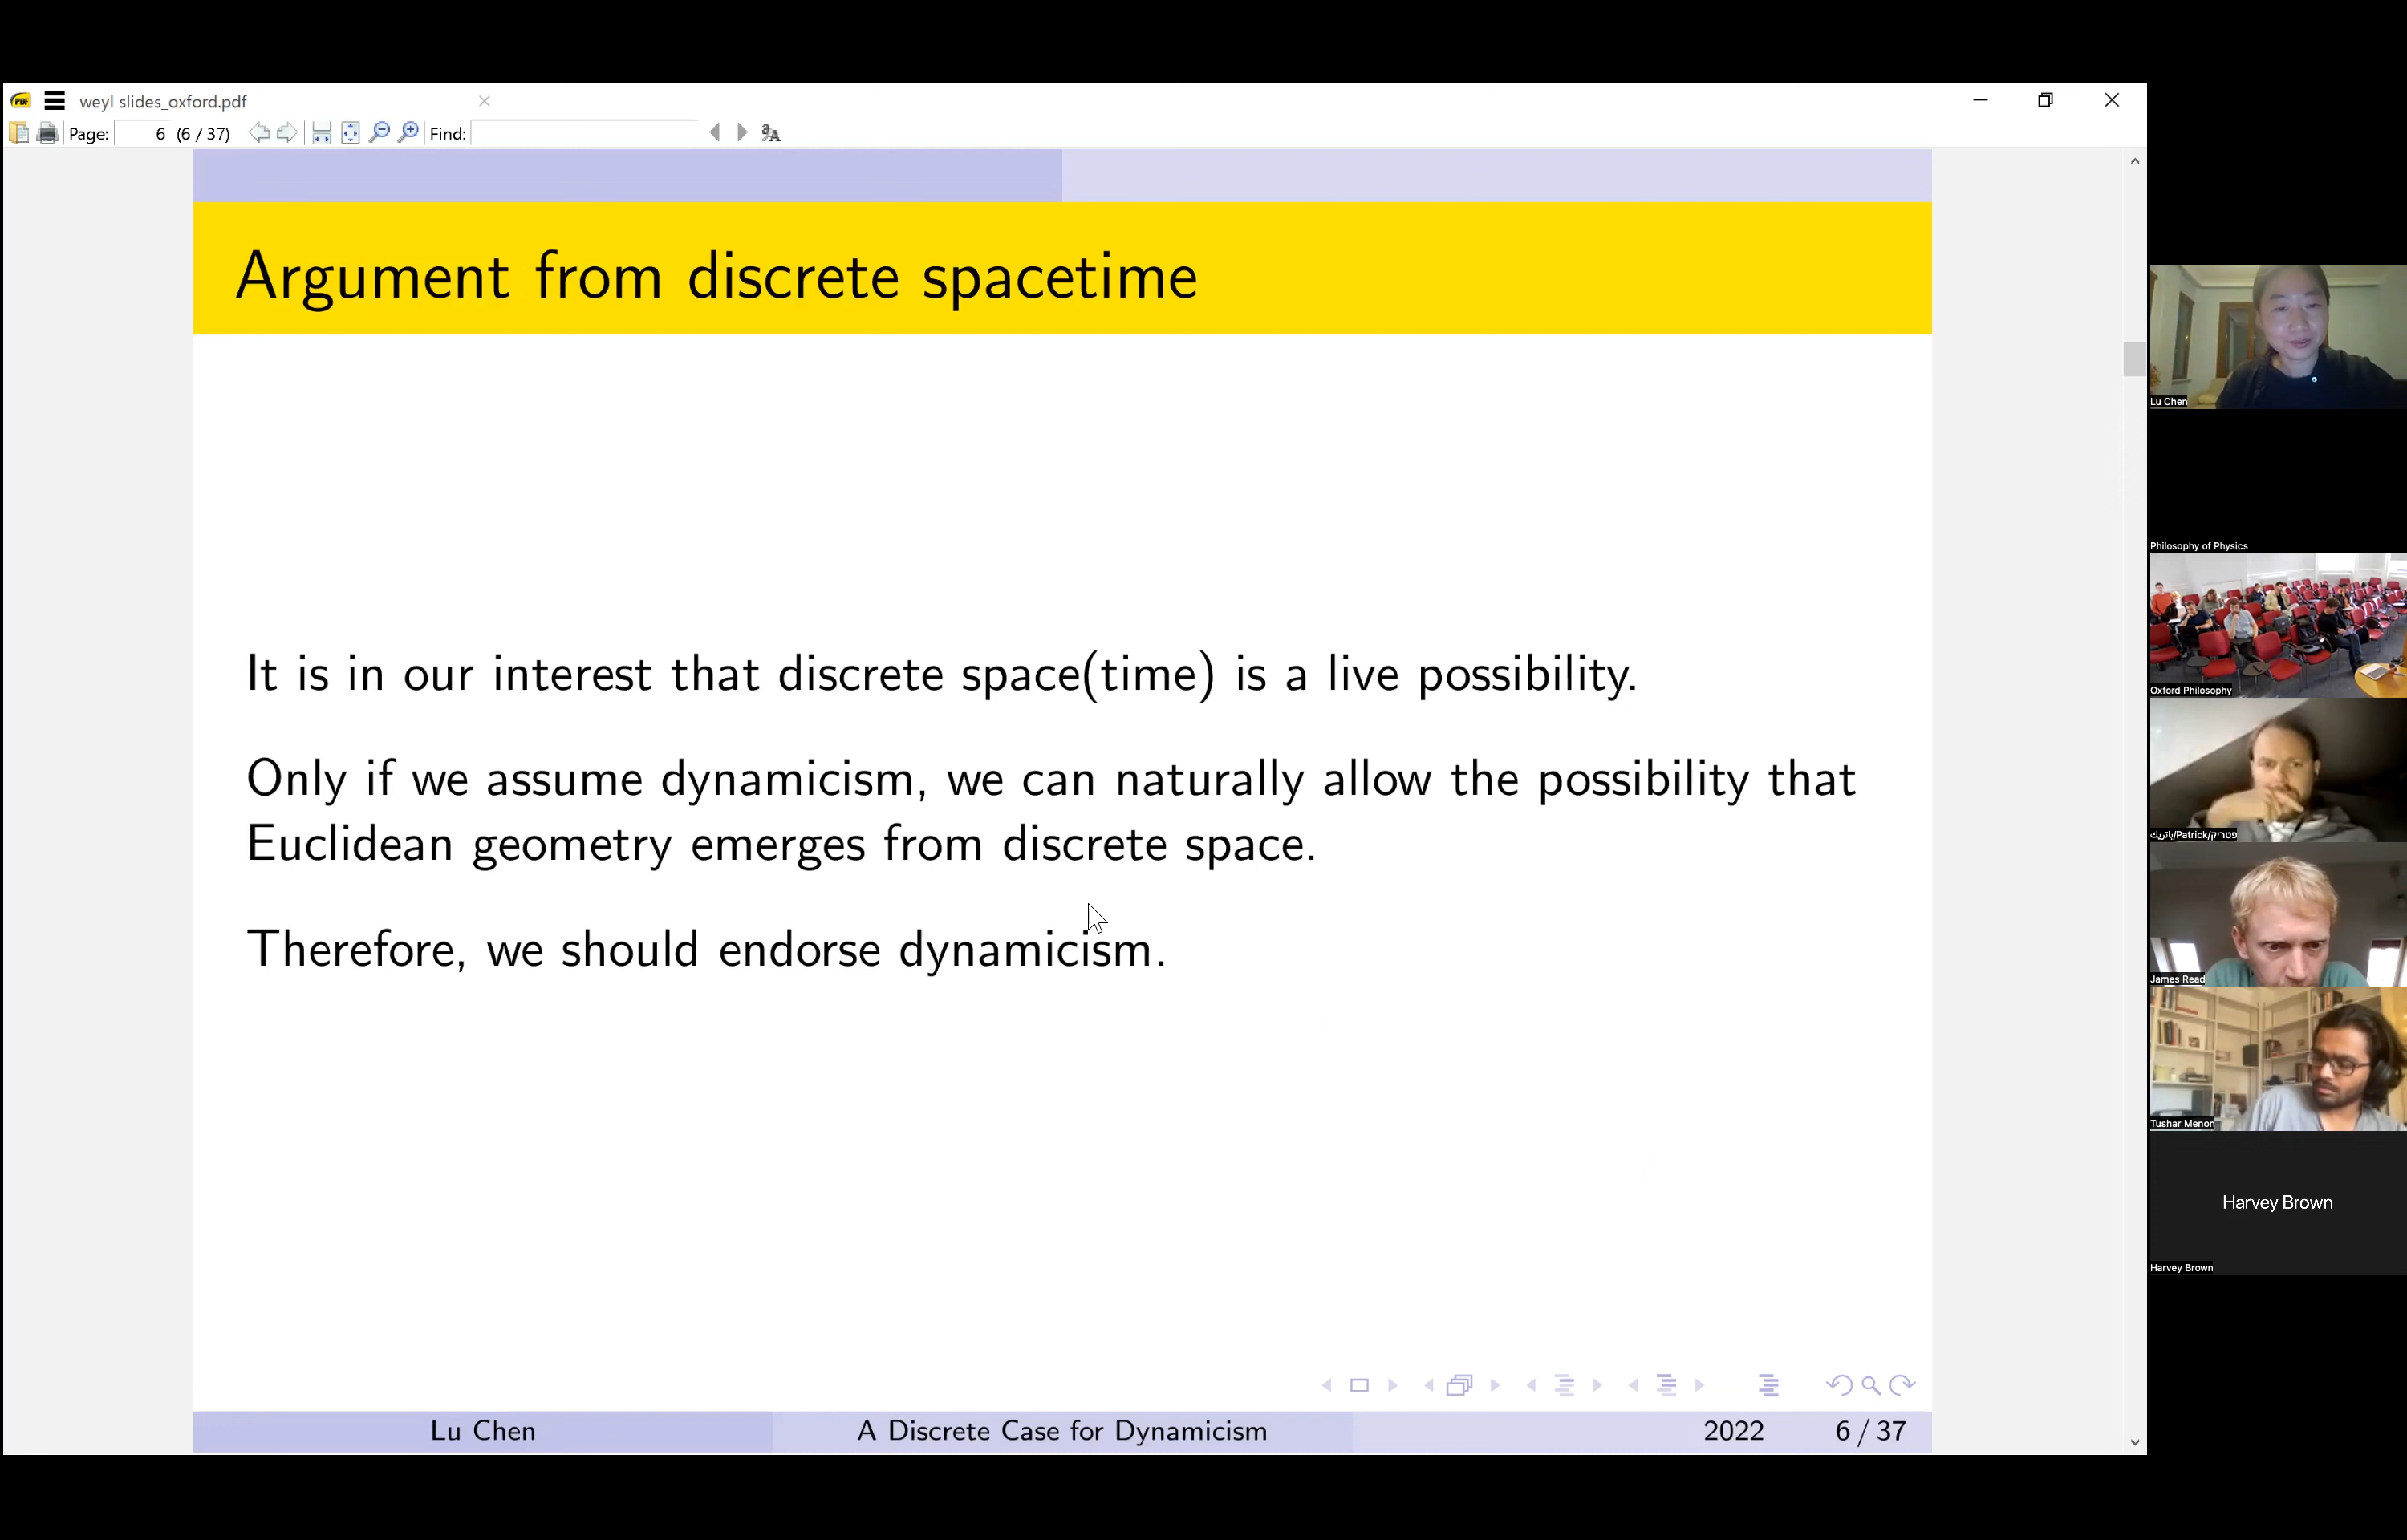 weyl slides_oxford.pdf
Page: 6 (6 / 37) Find:
Argument from discrete spacetime
It is in our interest that discrete space(time) is a live possibility.
Only if we assume dynamicism, we can naturally allow the possibility that
Euclidean geometry emerges from discrete space.
Therefore, we should endorse dynamicism.
Lu Chen A Discrete Case for Dynamicism 2022 6 / 37
Lu Chen
Philosophy of Physics
Oxford Philosophy
פטריק/Patrick/باتريك
James Read
Tushar Menon
Harvey Brown
Harvey Brown